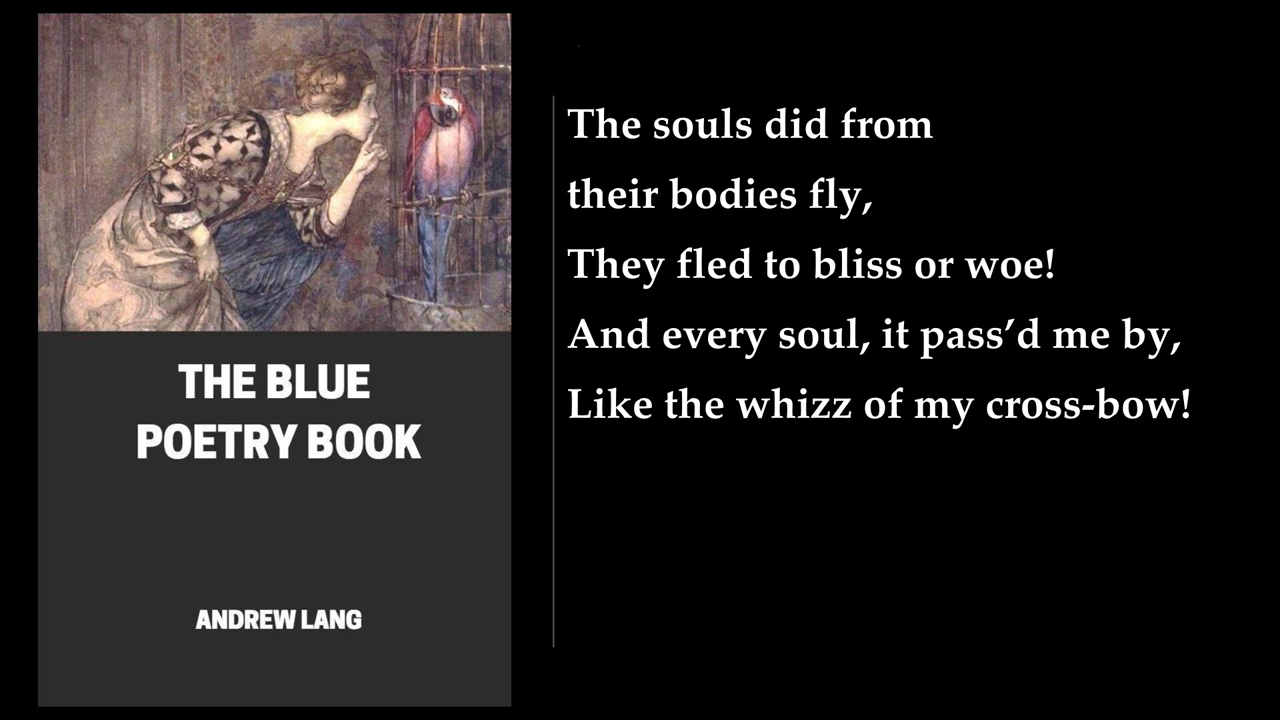 THE BLUE
POETRY BOOK
ANDREW LANG
The souls did from
their bodies fly,
They fled to bliss or woe!
And every soul, it pass’d me by,
Like the whizz of my cross-bow!